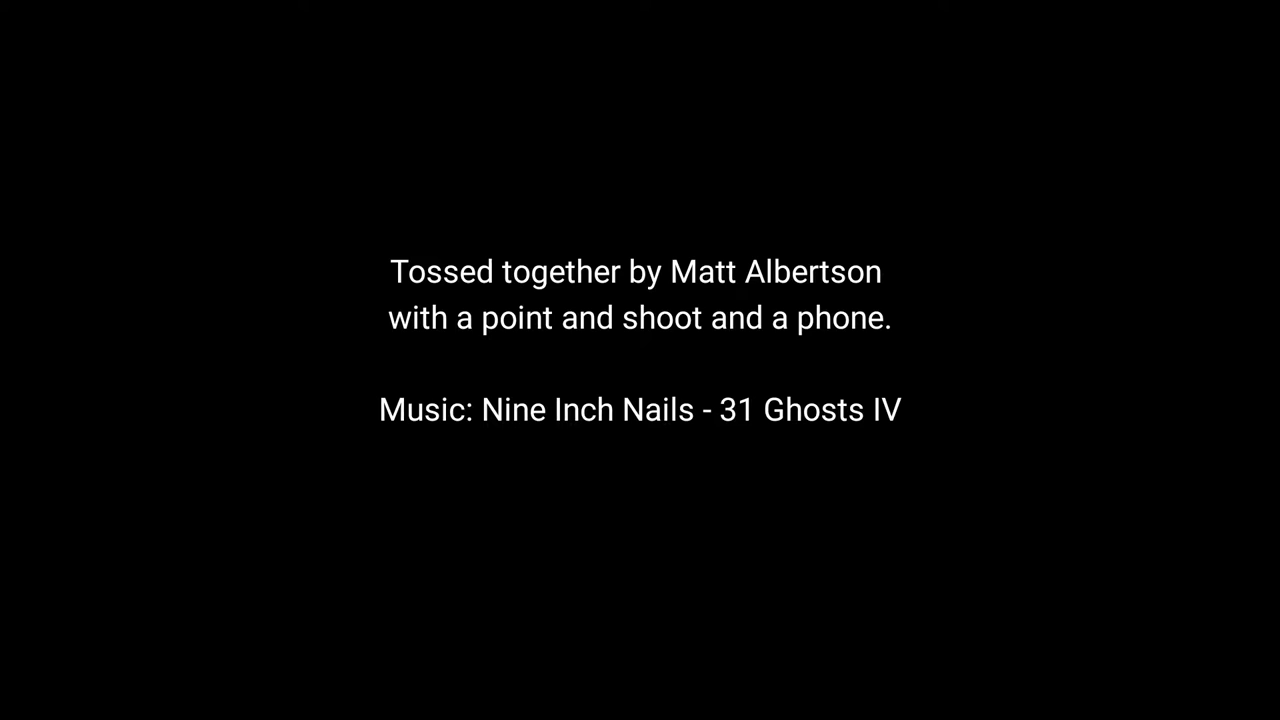 Tossed together by Matt Albertson
with a point and shoot and a phone.
Music: Nine Inch Nails - 31 Ghosts IV